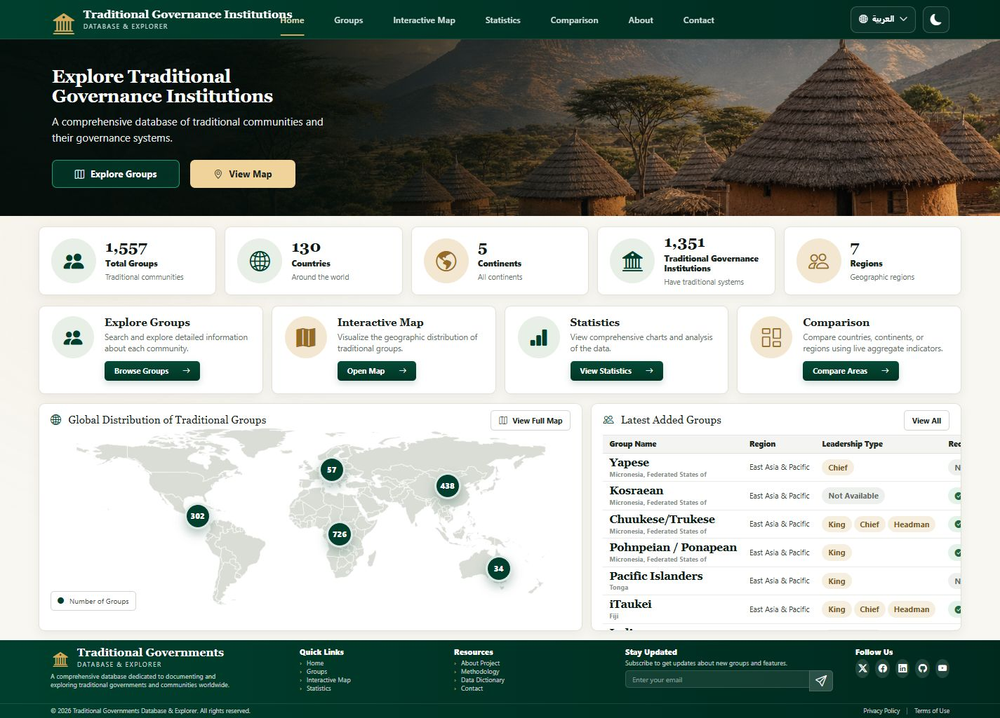 Traditional Governance Institutions
DATABASE & EXPLORER
Home
Groups
Interactive Map
Statistics
Comparison
About
Contact
العربية
Explore Traditional
Governance Institutions
A comprehensive database of traditional communities and
their governance systems.
Explore Groups
View Map
1,557
Total Groups
Traditional communities
130
Countries
Around the world
5
Continents
All continents
1,351
Traditional Governance
Institutions
Have traditional systems
7
Regions
Geographic regions
Explore Groups
Search and explore detailed information
about each community.
Browse Groups →
Interactive Map
Visualize the geographic distribution of
traditional groups.
Open Map →
Statistics
View comprehensive charts and analysis
of the data.
View Statistics →
Comparison
Compare countries, continents, or
regions using live aggregate indicators.
Compare Areas →
Global Distribution of Traditional Groups
View Full Map
57
438
302
726
34
Number of Groups
Latest Added Groups
View All
Group Name Region Leadership Type Rec
Yapese East Asia & Pacific Chief N
Micronesia, Federated States of
Kosraean East Asia & Pacific Not Available
Micronesia, Federated States of
Chuukese/Trukese East Asia & Pacific King Chief Headman
Micronesia, Federated States of
Pohnpeian / Ponapean East Asia & Pacific King
Micronesia, Federated States of
Pacific Islanders East Asia & Pacific King N
Tonga
iTaukei East Asia & Pacific King Chief Headman
Fiji
Traditional Governments
DATABASE & EXPLORER
A comprehensive database dedicated to documenting and
exploring traditional governments and communities worldwide.
Quick Links
› Home
› Groups
› Interactive Map
› Statistics
Resources
› About Project
› Methodology
› Data Dictionary
› Contact
Stay Updated
Subscribe to get updates about new groups and features.
Enter your email
Follow Us
© 2026 Traditional Governments Database & Explorer. All rights reserved.
Privacy Policy | Terms of Use